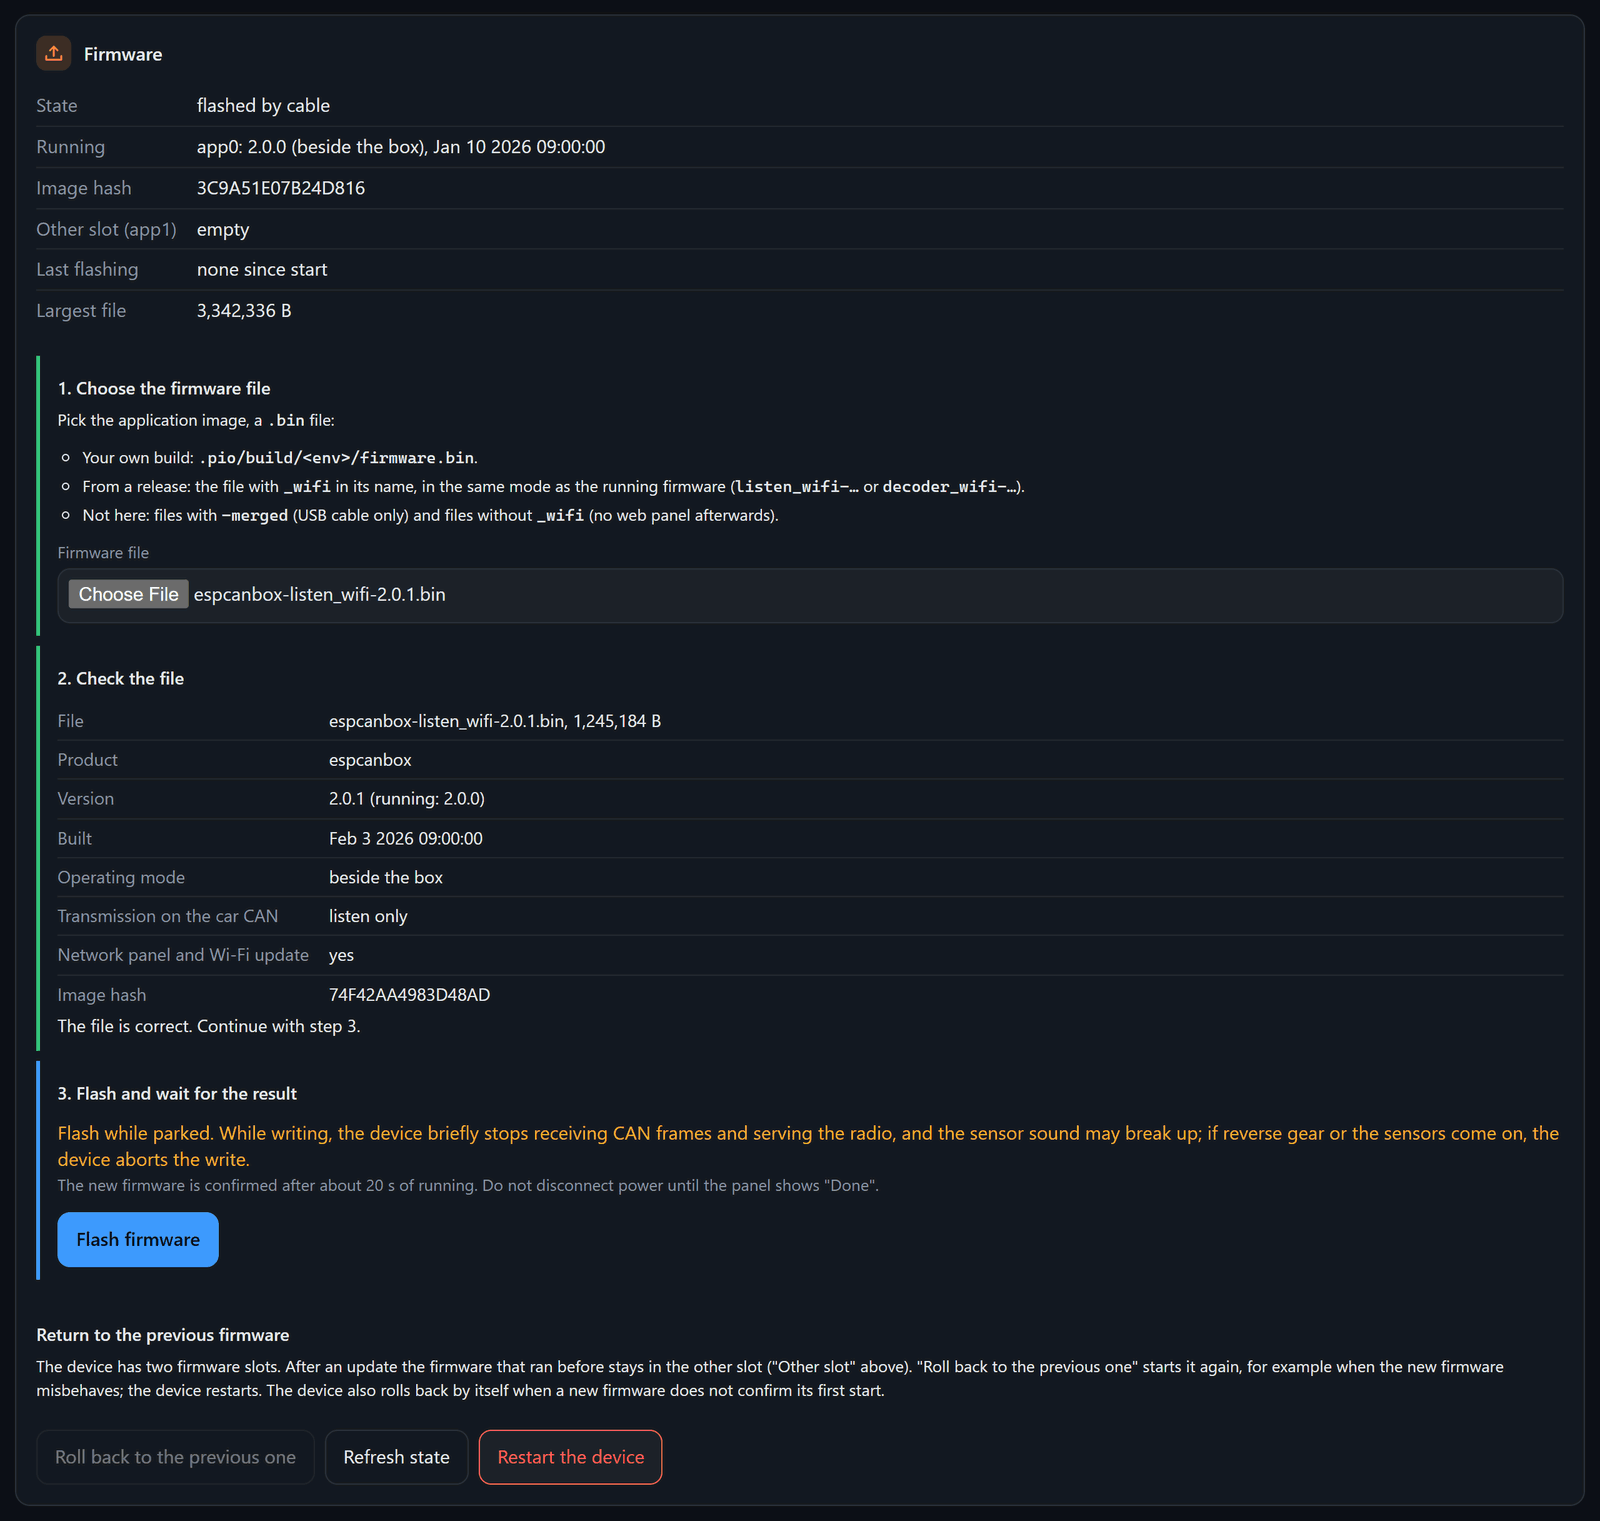 Firmware
State flashed by cable
Running app0: 2.0.0 (beside the box), Jan 10 2026 09:00:00
Image hash 3C9A51E07B24D816
Other slot (app1) empty
Last flashing none since start
Largest file 3,342,336 B
1. Choose the firmware file
Pick the application image, a .bin file:
Your own build: .pio/build/<env>/firmware.bin.
From a release: the file with _wifi in its name, in the same mode as the running firmware (listen_wifi-… or decoder_wifi-…).
Not here: files with -merged (USB cable only) and files without _wifi (no web panel afterwards).
Firmware file
Choose File espcanbox-listen_wifi-2.0.1.bin
2. Check the file
File espcanbox-listen_wifi-2.0.1.bin, 1,245,184 B
Product espcanbox
Version 2.0.1 (running: 2.0.0)
Built Feb 3 2026 09:00:00
Operating mode beside the box
Transmission on the car CAN listen only
Network panel and Wi-Fi update yes
Image hash 74F42AA4983D48AD
The file is correct. Continue with step 3.
3. Flash and wait for the result
Flash while parked. While writing, the device briefly stops receiving CAN frames and serving the radio, and the sensor sound may break up; if reverse gear or the sensors come on, the
device aborts the write.
The new firmware is confirmed after about 20 s of running. Do not disconnect power until the panel shows "Done".
Flash firmware
Return to the previous firmware
The device has two firmware slots. After an update the firmware that ran before stays in the other slot ("Other slot" above). "Roll back to the previous one" starts it again, for example when the new firmware
misbehaves; the device restarts. The device also rolls back by itself when a new firmware does not confirm its first start.
Roll back to the previous one Refresh state Restart the device